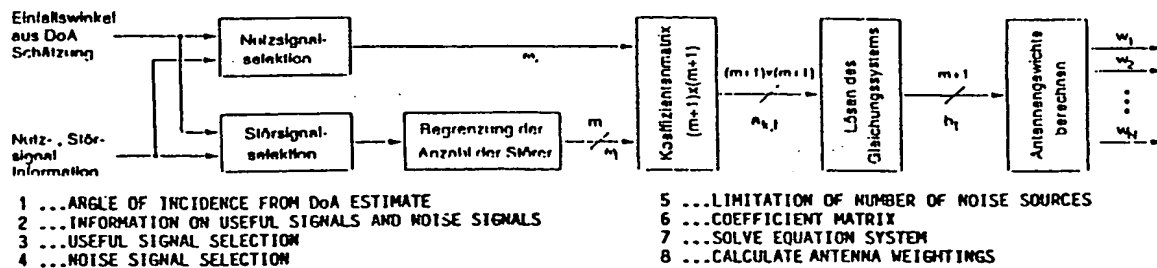 Einfallswinkel
aus DoA
Schätzung
Nutzsignal-
selektion
Nutz-, Stör-
signal
Information
Störsignal-
selektion
Begrenzung der
Anzahl der Störer
m
Koeffizientenmatrix
(m+1)x(m+1)
(m+1)*(m+1)
Lösen des
Gleichungssystems
m+1
Antennengewichte
berechnen
w1
w2
...
wN
1 ...ANGLE OF INCIDENCE FROM DoA ESTIMATE
2 ...INFORMATION ON USEFUL SIGNALS AND NOISE SIGNALS
3 ...USEFUL SIGNAL SELECTION
4 ...NOISE SIGNAL SELECTION
5 ...LIMITATION OF NUMBER OF NOISE SOURCES
6 ...COEFFICIENT MATRIX
7 ...SOLVE EQUATION SYSTEM
8 ...CALCULATE ANTENNA WEIGHTINGS